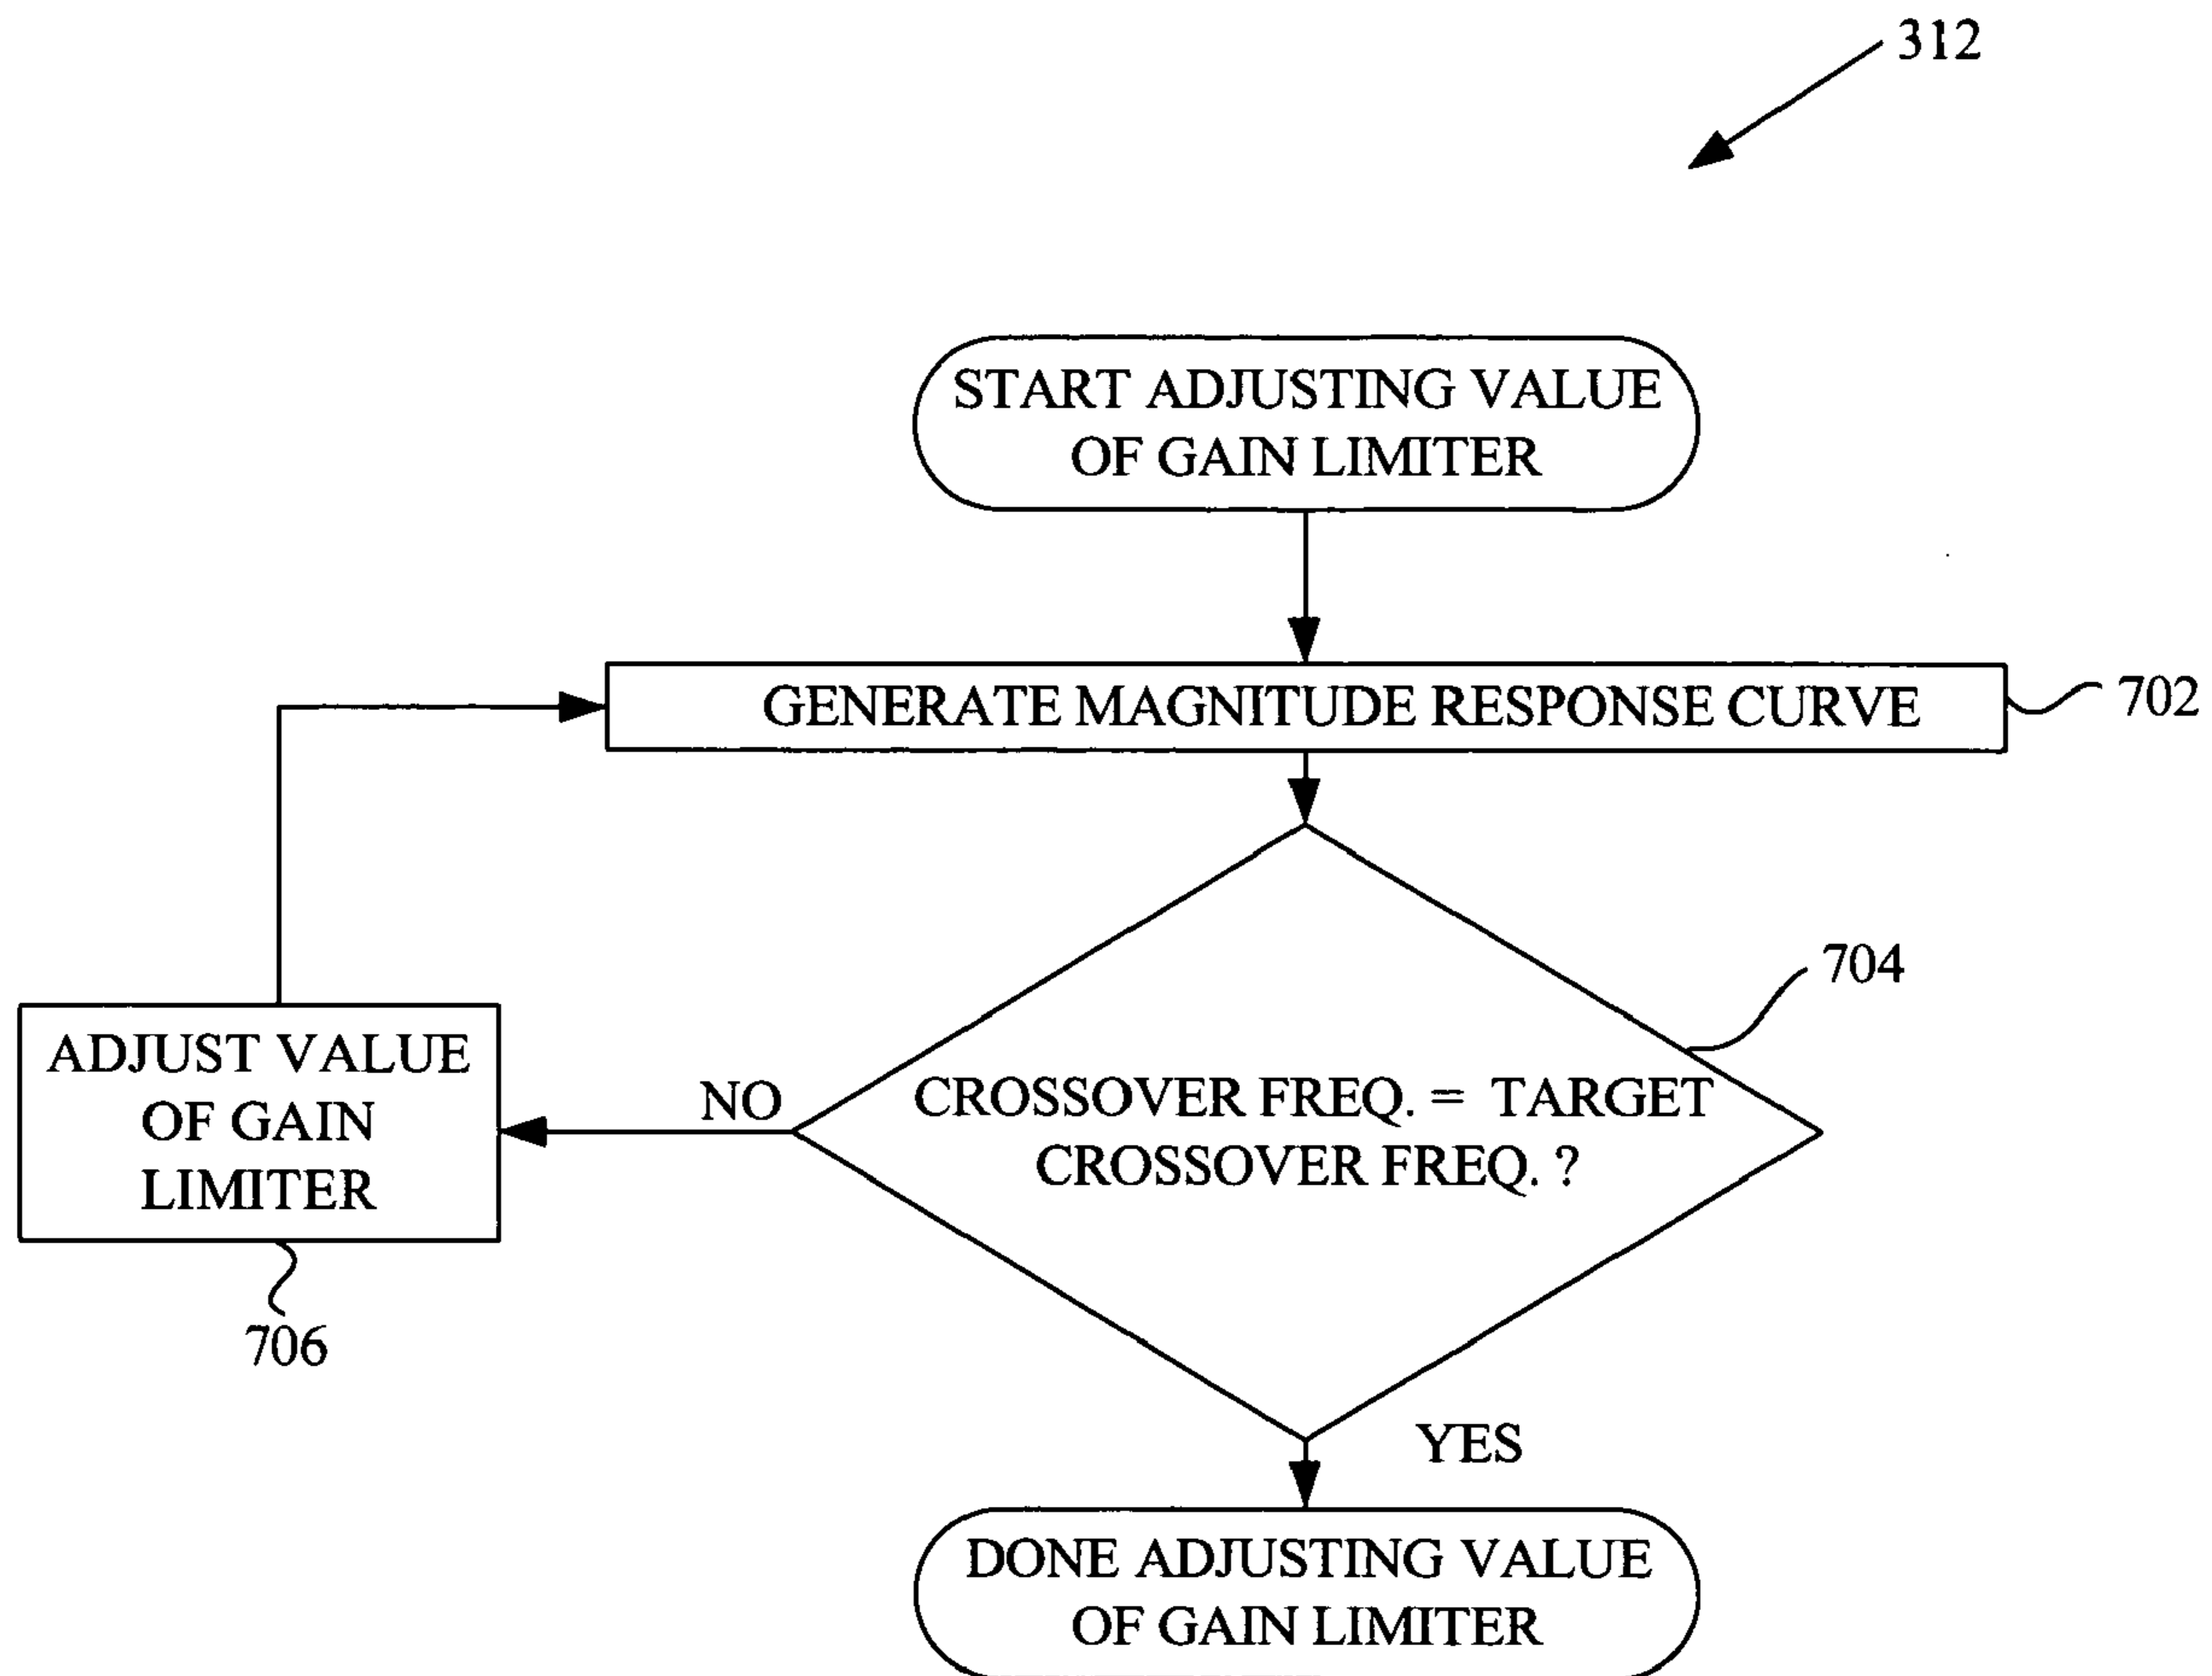 312
START ADJUSTING VALUE
OF GAIN LIMITER
GENERATE MAGNITUDE RESPONSE CURVE
702
704
CROSSOVER FREQ. = TARGET
CROSSOVER FREQ. ?
NO
ADJUST VALUE
OF GAIN
LIMITER
706
YES
DONE ADJUSTING VALUE
OF GAIN LIMITER